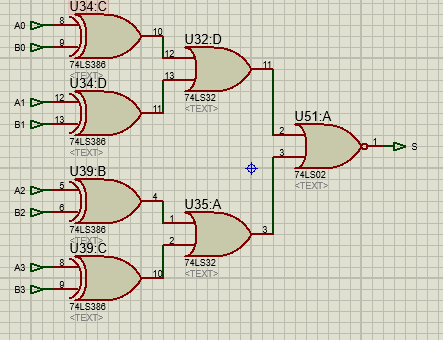 U34:C
A0 8
10
B0 9
74LS386
<TEXT>
U32:D
12
11
13
74LS32
<TEXT>
U34:D
A1 12
11
B1 13
74LS386
<TEXT>
U51:A
2
1 S
3
74LS02
<TEXT>
U39:B
A2 5
4
B2 6
74LS386
<TEXT>
U35:A
1
3
2
74LS32
<TEXT>
U39:C
A3 8
10
B3 9
74LS386
<TEXT>